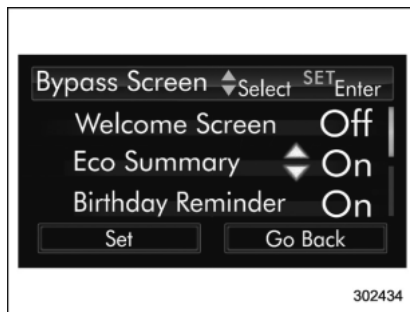 Bypass Screen Select SET Enter
Welcome Screen Off
Eco Summary On
Birthday Reminder On
Set Go Back
302434